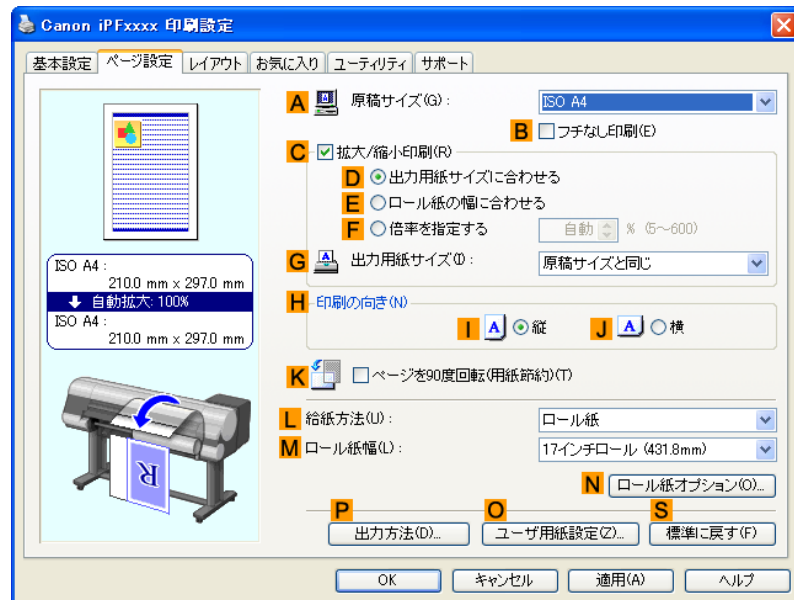 Canon iPFxxxx 印刷設定
基本設定 ページ設定 レイアウト お気に入り ユーティリティ サポート
A 原稿サイズ(G): ISO A4
B フチなし印刷(E)
C 拡大/縮小印刷(R)
D 出力用紙サイズに合わせる
E ロール紙の幅に合わせる
F 倍率を指定する 自動 % (5～600)
G 出力用紙サイズ(I): 原稿サイズと同じ
ISO A4 :
210.0 mm x 297.0 mm
自動拡大: 100%
ISO A4 :
210.0 mm x 297.0 mm
H 印刷の向き(N)
I A 縦 J A 横
K ページを90度回転(用紙節約)(T)
L 給紙方法(U): ロール紙
M ロール紙幅(L): 17インチロール (431.8mm)
N ロール紙オプション(O)...
R
P O S
出力方法(D)... ユーザ用紙設定(Z)... 標準に戻す(F)
OK キャンセル 適用(A) ヘルプ